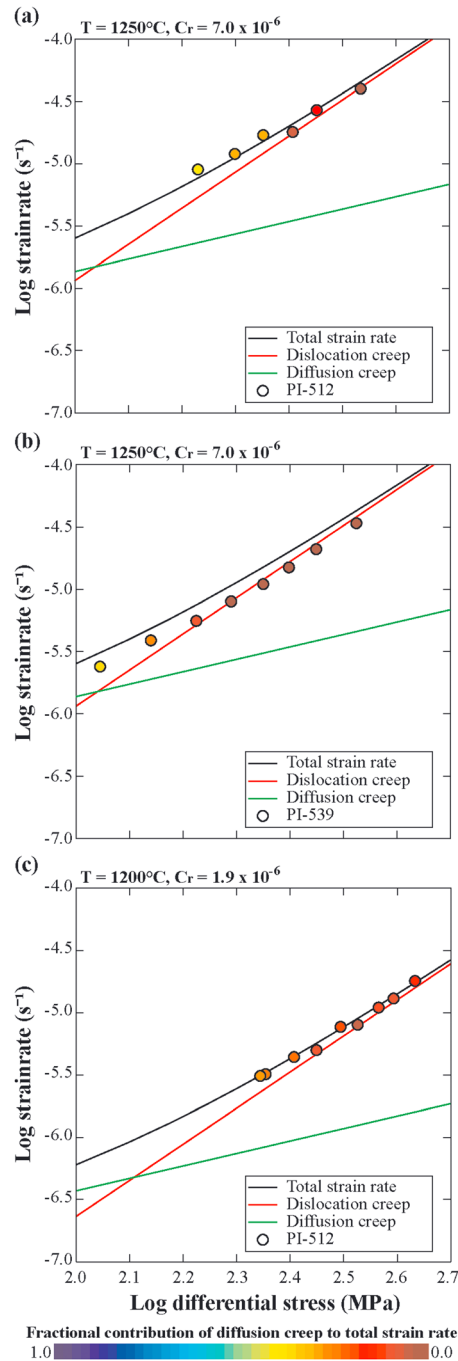 (a)
T = 1250°C, Cr = 7.0 x 10⁻⁶
-4.0
-4.5
-5.0
-5.5
-6.0
-6.5
-7.0
Log strainrate (s⁻¹)
Total strain rate
Dislocation creep
Diffusion creep
PI-512
(b)
T = 1250°C, Cr = 7.0 x 10⁻⁶
-4.0
-4.5
-5.0
-5.5
-6.0
-6.5
-7.0
Log strainrate (s⁻¹)
Total strain rate
Dislocation creep
Diffusion creep
PI-539
(c)
T = 1200°C, Cr = 1.9 x 10⁻⁶
-4.0
-4.5
-5.0
-5.5
-6.0
-6.5
-7.0
Log strainrate (s⁻¹)
Total strain rate
Dislocation creep
Diffusion creep
PI-512
2.0 2.1 2.2 2.3 2.4 2.5 2.6 2.7
Log differential stress (MPa)
Fractional contribution of diffusion creep to total strain rate
1.0 0.0